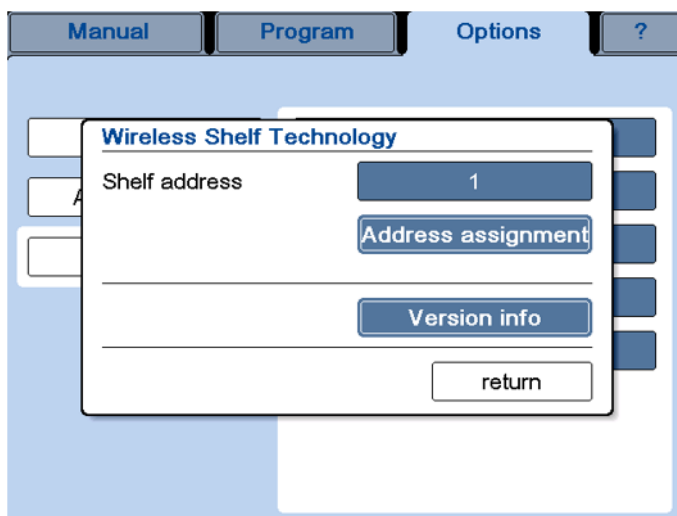 Manual Program Options ?
Wireless Shelf Technology
Shelf address 1
Address assignment
Version info
return